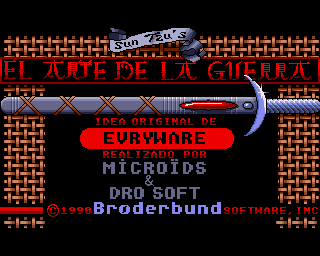 Sun Tzu's
EL ARTE DE LA GUERRA
IDEA ORIGINAL DE
EVRYWARE
REALIZADO POR
MICROÏDS
&
DRO SOFT
©1990 Brøderbund SOFTWARE, INC